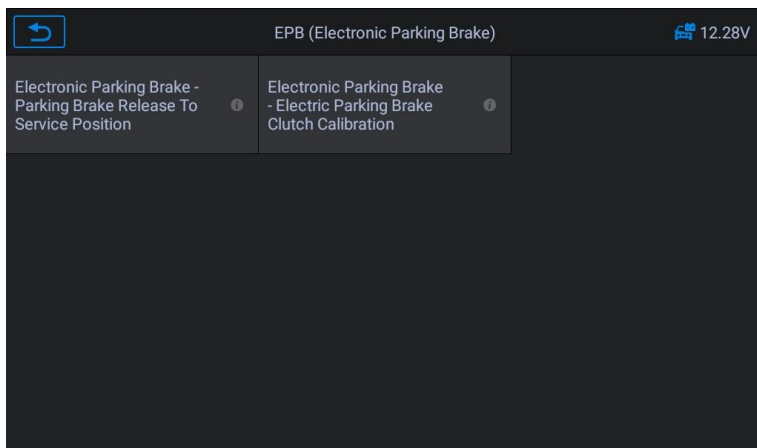 EPB (Electronic Parking Brake)
12.28V
Electronic Parking Brake -
Parking Brake Release To
Service Position
Electronic Parking Brake
- Electric Parking Brake
Clutch Calibration